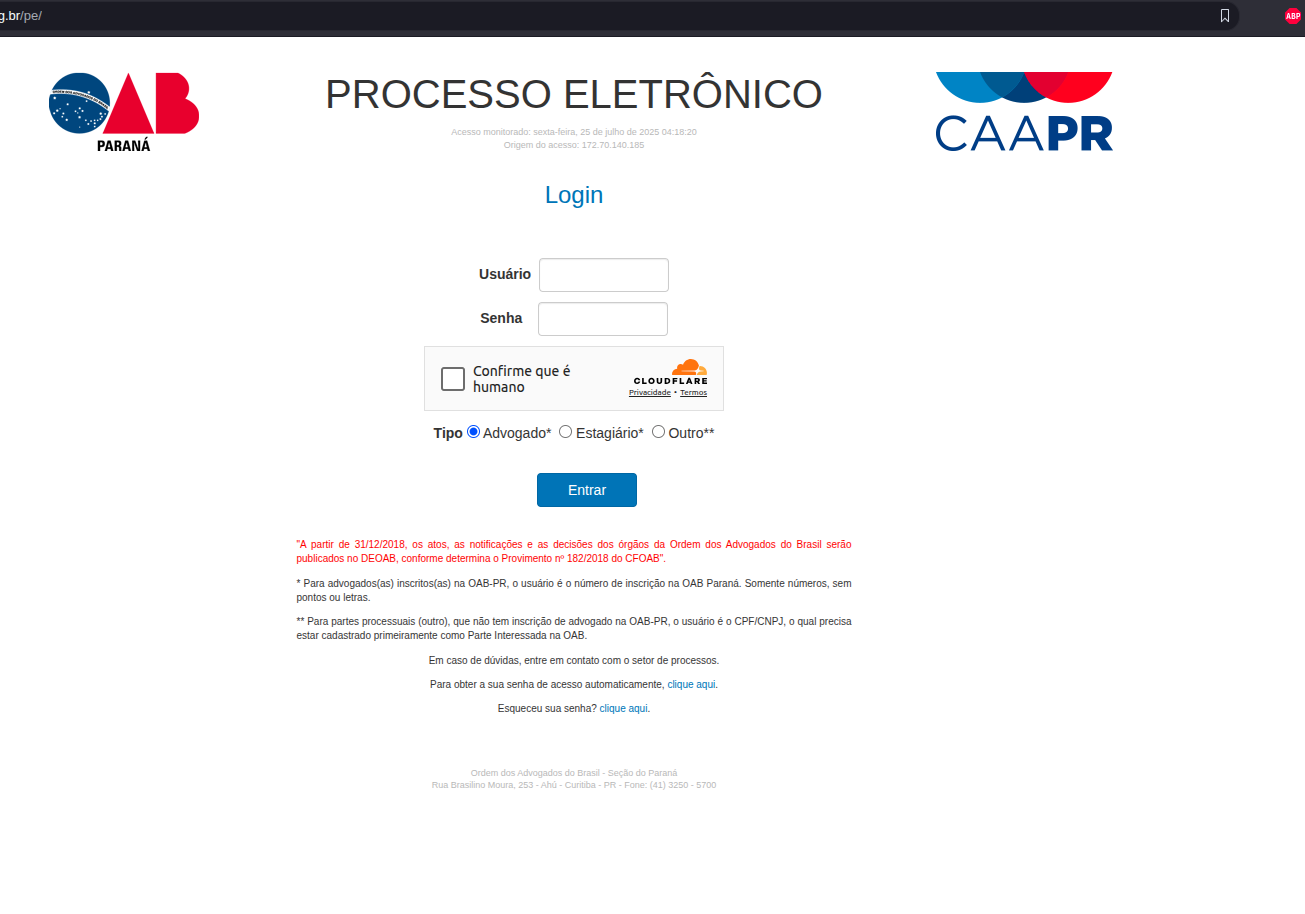 g.br/pe/
ABP
OAB
PARANÁ
PROCESSO ELETRÔNICO
Acesso monitorado: sexta-feira, 25 de julho de 2025 04:18:20
Origem do acesso: 172.70.140.185
CAAPR
Login
Usuário
Senha
Confirme que é
humano
CLOUDFLARE
Privacidade • Termos
Tipo Advogado* Estagiário* Outro**
Entrar
"A partir de 31/12/2018, os atos, as notificações e as decisões dos órgãos da Ordem dos Advogados do Brasil serão
publicados no DEOAB, conforme determina o Provimento nº 182/2018 do CFOAB".
* Para advogados(as) inscritos(as) na OAB-PR, o usuário é o número de inscrição na OAB Paraná. Somente números, sem
pontos ou letras.
** Para partes processuais (outro), que não tem inscrição de advogado na OAB-PR, o usuário é o CPF/CNPJ, o qual precisa
estar cadastrado primeiramente como Parte Interessada na OAB.
Em caso de dúvidas, entre em contato com o setor de processos.
Para obter a sua senha de acesso automaticamente, clique aqui.
Esqueceu sua senha? clique aqui.
Ordem dos Advogados do Brasil - Seção do Paraná
Rua Brasilino Moura, 253 - Ahú - Curitiba - PR - Fone: (41) 3250 - 5700